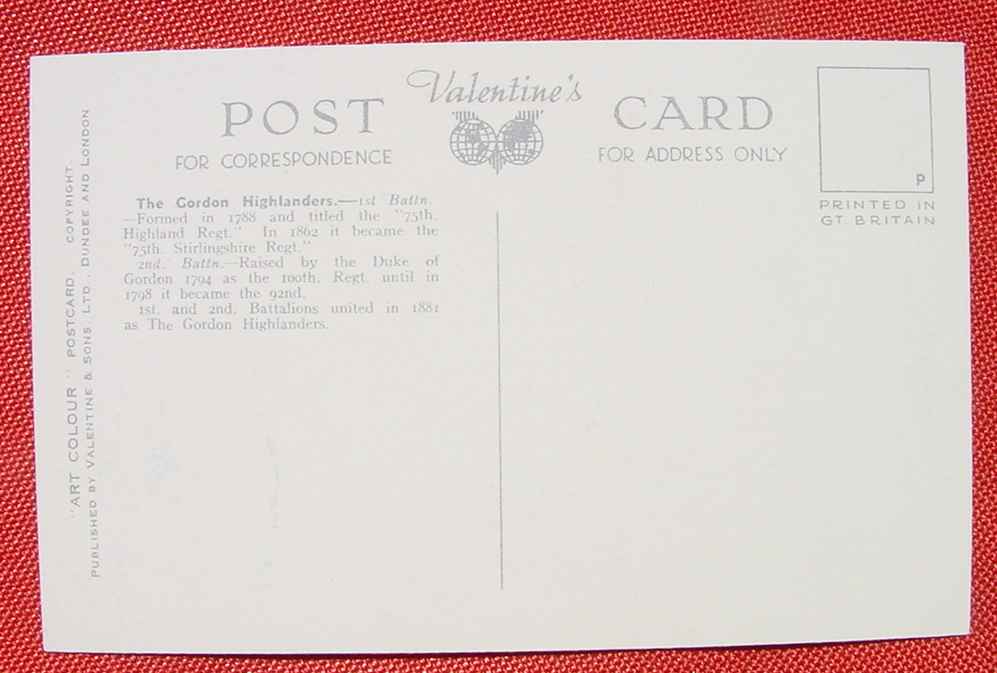 Valentine's
POST CARD
FOR CORRESPONDENCE
FOR ADDRESS ONLY
P
PRINTED IN
GT. BRITAIN
The Gordon Highlanders.—1st Battn.
—Formed in 1788 and titled the "75th.
Highland Regt." In 1862 it became the
"75th. Stirlingshire Regt."
2nd. Battn.—Raised by the Duke of
Gordon 1794 as the 100th. Regt. until in
1798 it became the 92nd.
1st. and 2nd. Battalions united in 1881
as The Gordon Highlanders.
"ART COLOUR" POSTCARD. COPYRIGHT.
PUBLISHED BY VALENTINE & SONS, LTD., DUNDEE AND LONDON